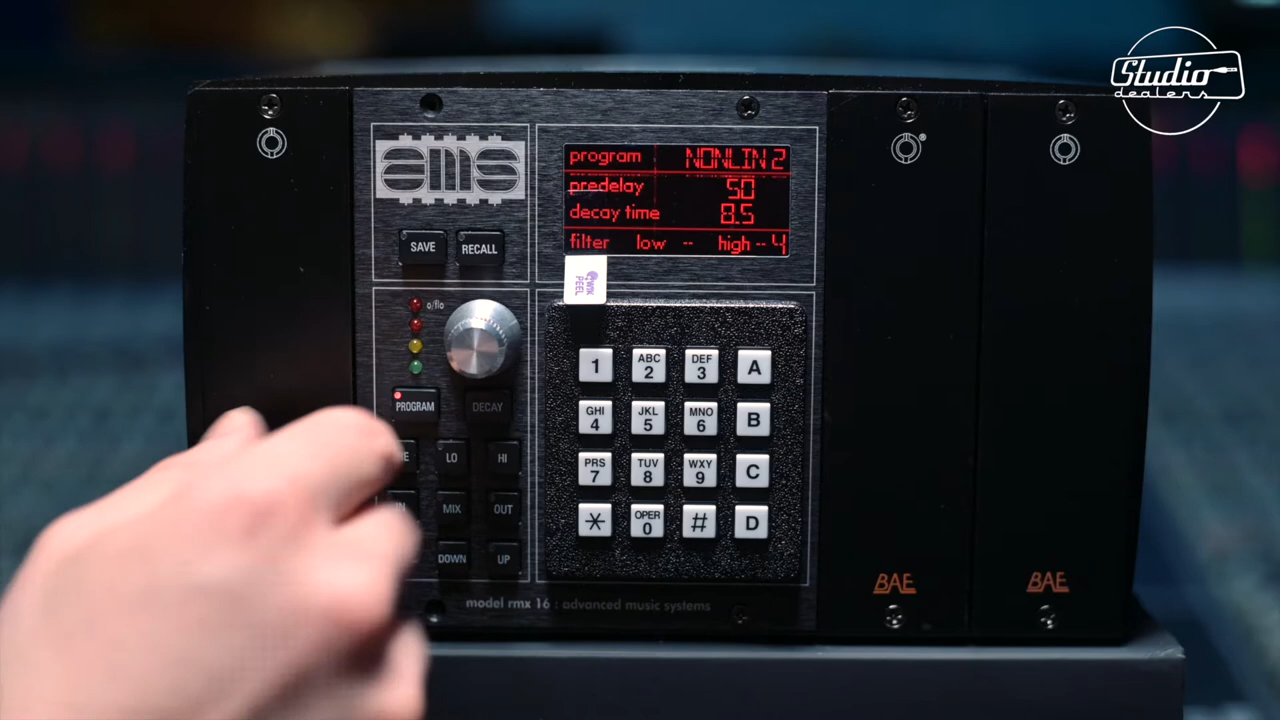 Studio
dealers
ams
program NONLIN 2
predelay 50
decay time 8.5
filter low -- high -- 4
SAVE RECALL
QWIK
PEEL
o/flo
PROGRAM DECAY
LO HI
MIX OUT
DOWN UP
1 ABC 2 DEF 3 A
GHI 4 JKL 5 MNO 6 B
PRS 7 TUV 8 WXY 9 C
* OPER 0 # D
BAE BAE
model rmx 16 : advanced music systems